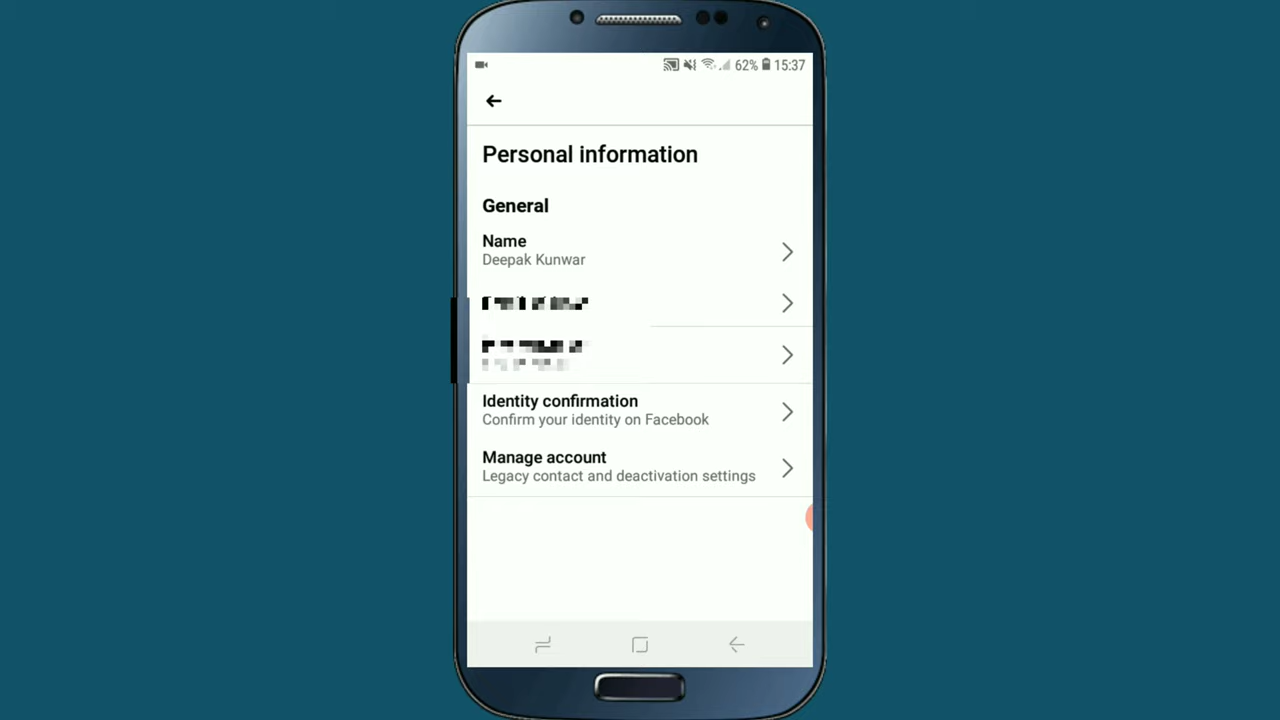 62% 15:37
Personal information
General
Name
Deepak Kunwar
Identity confirmation
Confirm your identity on Facebook
Manage account
Legacy contact and deactivation settings